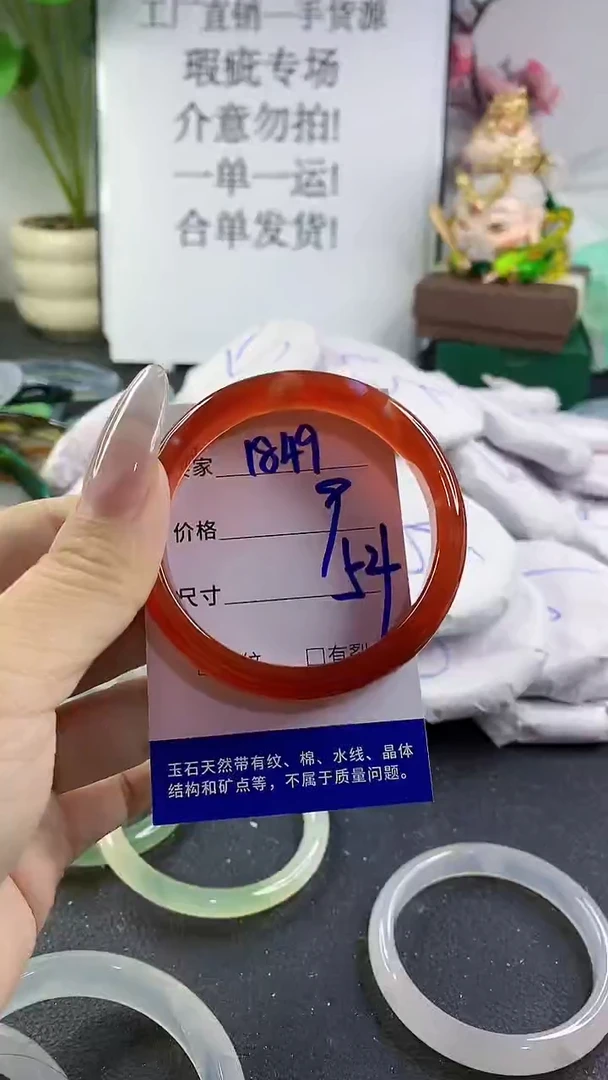 工厂直销一手货源
瑕疵专场
介意勿拍!
一单一运!
合单发货!
家 1849
价格 9
尺寸 54
纹 □有裂
玉石天然带有纹、棉、水线、晶体
结构和矿点等，不属于质量问题。